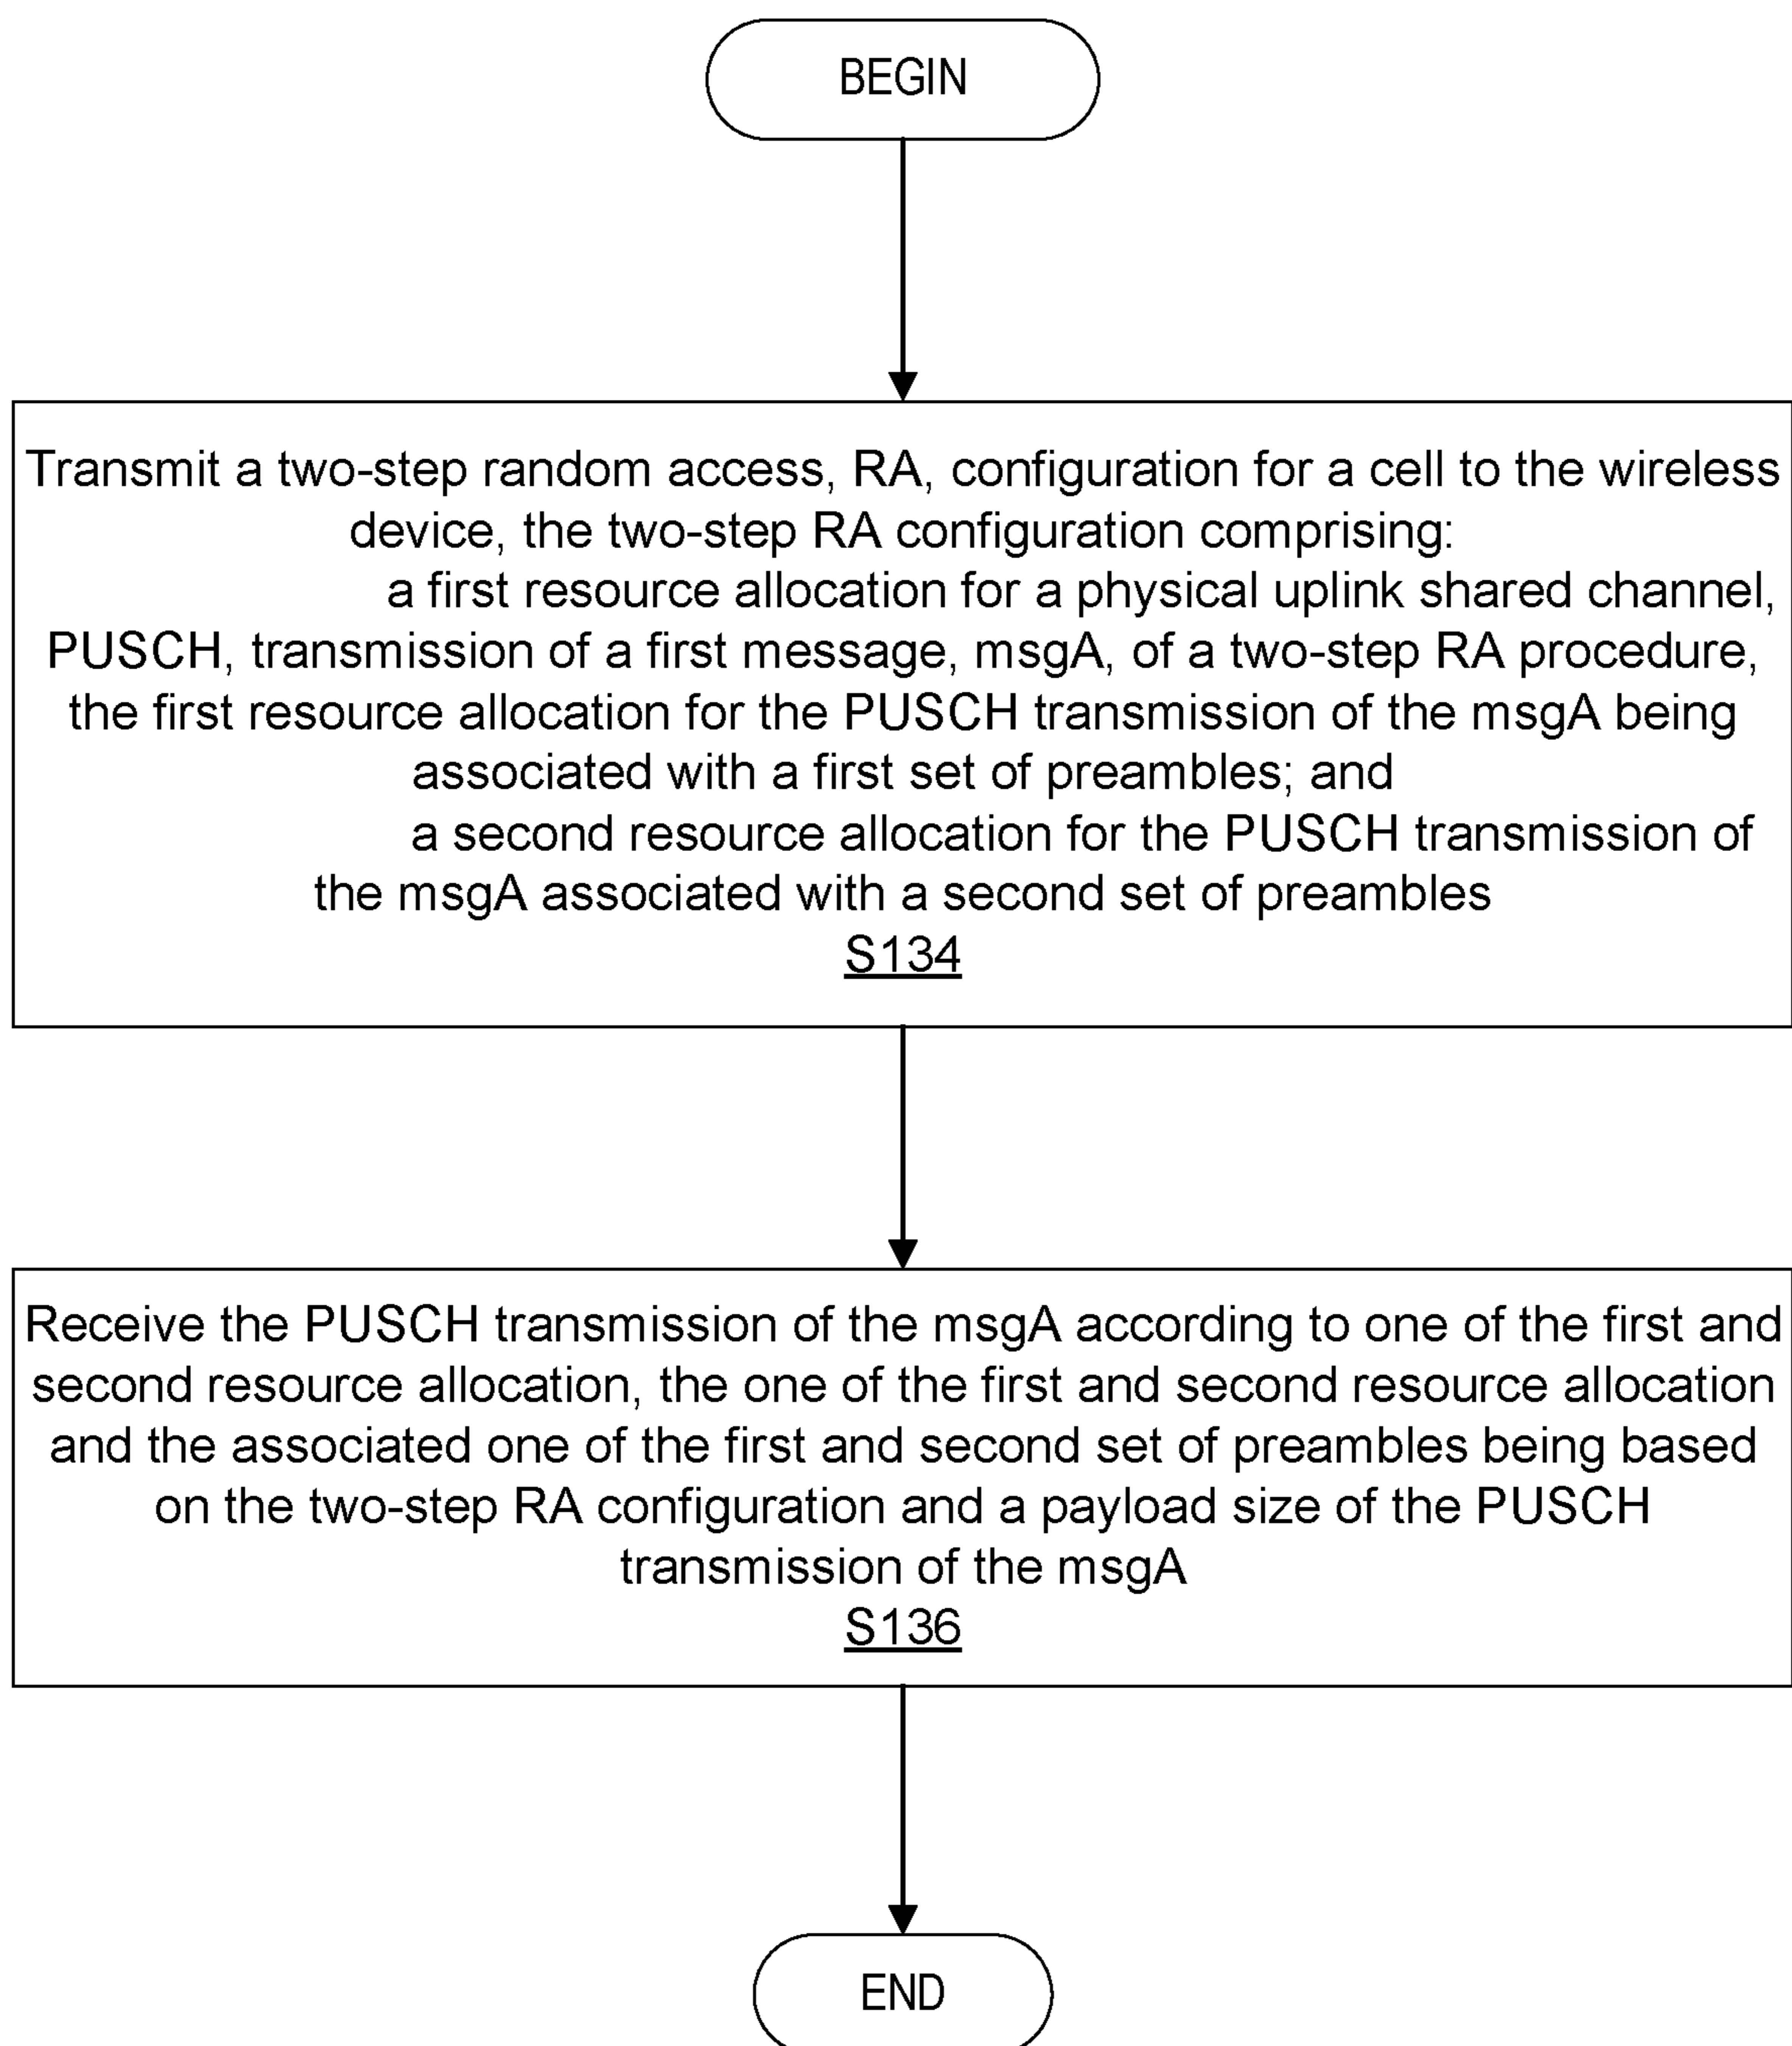 BEGIN
Transmit a two-step random access, RA, configuration for a cell to the wireless
device, the two-step RA configuration comprising:
a first resource allocation for a physical uplink shared channel,
PUSCH, transmission of a first message, msgA, of a two-step RA procedure,
the first resource allocation for the PUSCH transmission of the msgA being
associated with a first set of preambles; and
a second resource allocation for the PUSCH transmission of
the msgA associated with a second set of preambles
S134
Receive the PUSCH transmission of the msgA according to one of the first and
second resource allocation, the one of the first and second resource allocation
and the associated one of the first and second set of preambles being based
on the two-step RA configuration and a payload size of the PUSCH
transmission of the msgA
S136
END